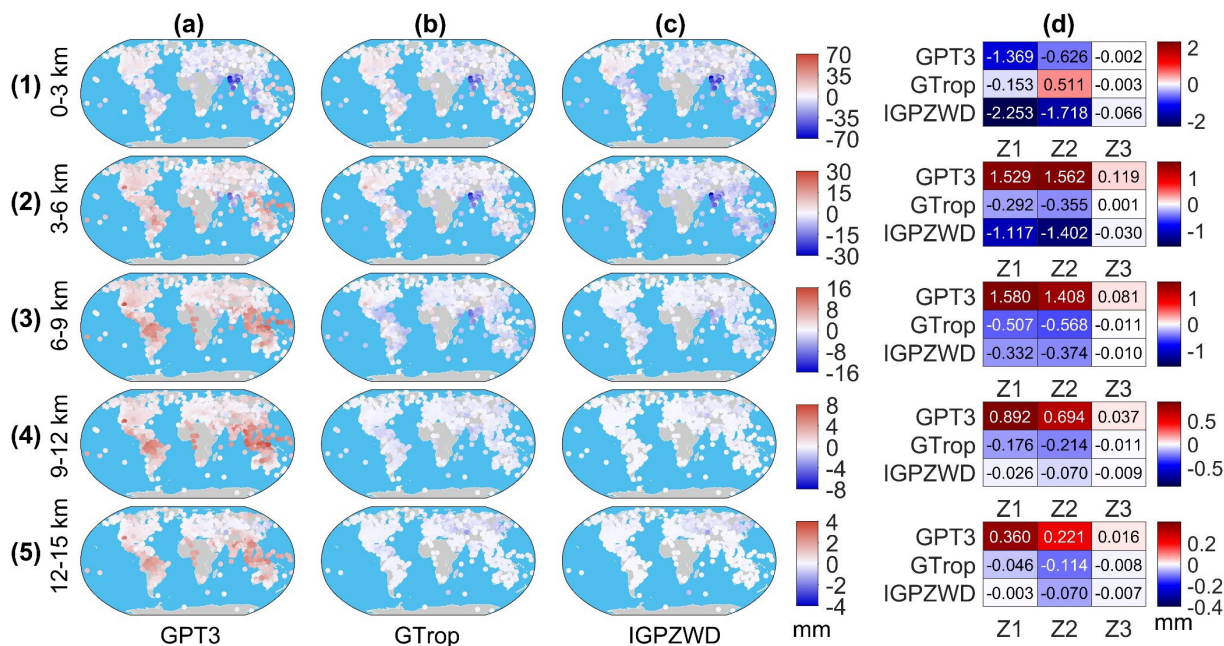 (a) (b) (c) (d)
(1) 0-3 km
70
35
0
-35
-70
GPT3 -1.369 -0.626 -0.002
GTrop -0.153 0.511 -0.003
IGPZWD -2.253 -1.718 -0.066
Z1 Z2 Z3
2
0
-2
(2) 3-6 km
30
15
0
-15
-30
GPT3 1.529 1.562 0.119
GTrop -0.292 -0.355 0.001
IGPZWD -1.117 -1.402 -0.030
Z1 Z2 Z3
1
0
-1
(3) 6-9 km
16
8
0
-8
-16
GPT3 1.580 1.408 0.081
GTrop -0.507 -0.568 -0.011
IGPZWD -0.332 -0.374 -0.010
Z1 Z2 Z3
1
0
-1
(4) 9-12 km
8
4
0
-4
-8
GPT3 0.892 0.694 0.037
GTrop -0.176 -0.214 -0.011
IGPZWD -0.026 -0.070 -0.009
Z1 Z2 Z3
0.5
0
-0.5
(5) 12-15 km
4
2
0
-2
-4
GPT3 0.360 0.221 0.016
GTrop -0.046 -0.114 -0.008
IGPZWD -0.003 -0.070 -0.007
Z1 Z2 Z3
0.2
0
-0.2
-0.4
GPT3 GTrop IGPZWD mm mm